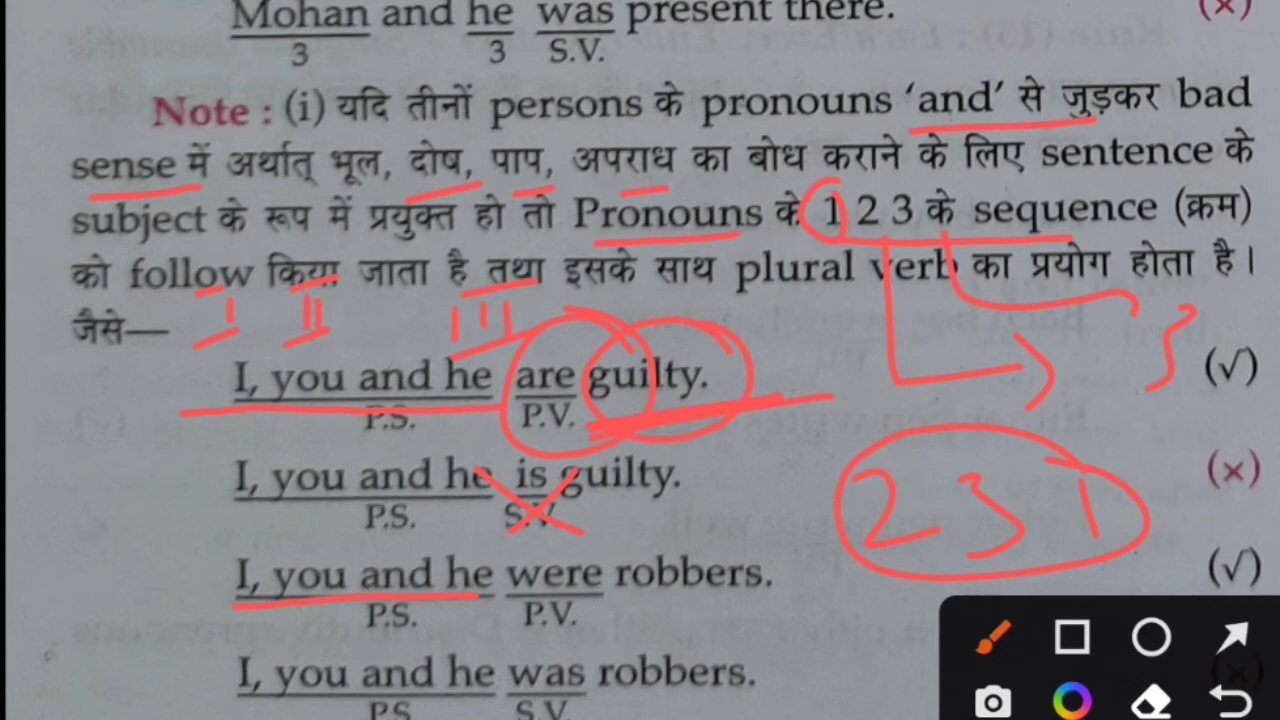 Mohan and he was present there. (×)
3 3 S.V.
Note : (i) यदि तीनों persons के pronouns ‘and’ से जुड़कर bad
sense में अर्थात् भूल, दोष, पाप, अपराध का बोध कराने के लिए sentence के
subject के रूप में प्रयुक्त हो तो Pronouns के 1 2 3 के sequence (क्रम)
को follow किया जाता है तथा इसके साथ plural verb का प्रयोग होता है।
I II III
जैसे—
I, you and he are guilty. (√)
P.S. P.V.
I, you and he is guilty. (×)
P.S. S.V.
2 3 1
I, you and he were robbers. (√)
P.S. P.V.
I, you and he was robbers.
P.S. S.V.